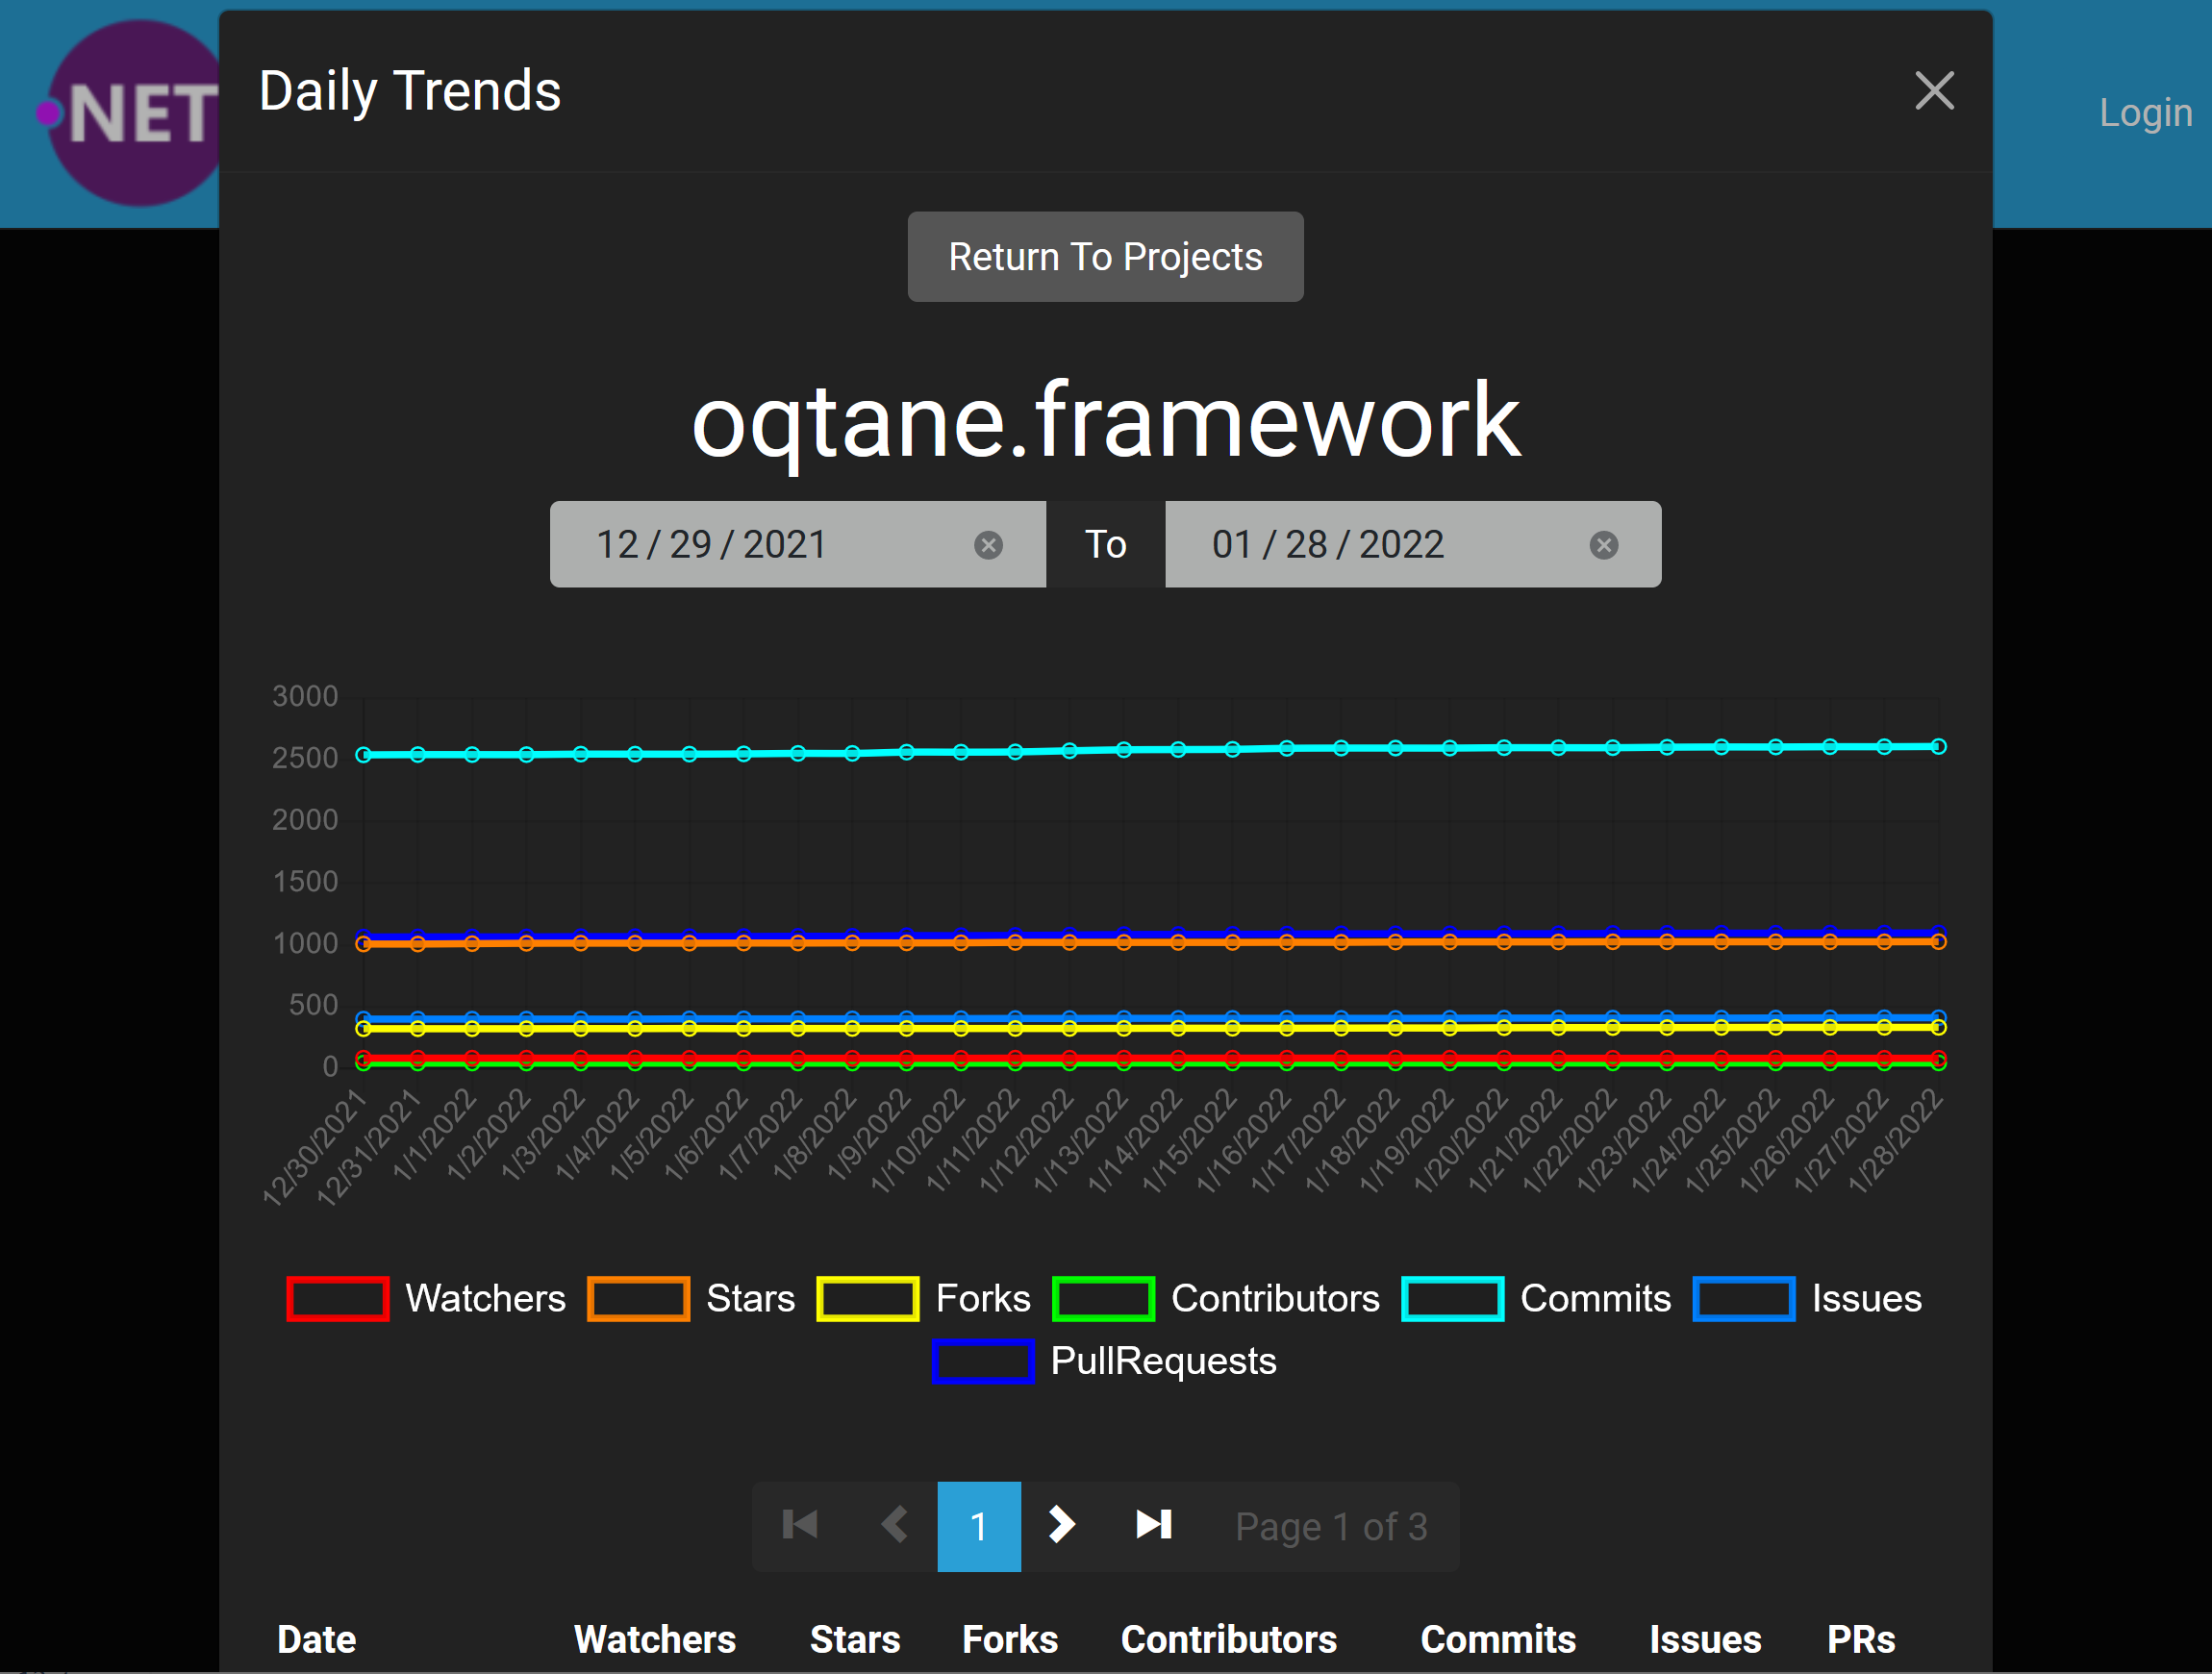 .NET
Daily Trends
Login
Return To Projects
oqtane.framework
12 / 29 / 2021 To 01 / 28 / 2022
3000
2500
2000
1500
1000
500
0
12/30/2021 12/31/2021 1/1/2022 1/2/2022 1/3/2022 1/4/2022 1/5/2022 1/6/2022 1/7/2022 1/8/2022 1/9/2022 1/10/2022 1/11/2022 1/12/2022 1/13/2022 1/14/2022 1/15/2022 1/16/2022 1/17/2022 1/18/2022 1/19/2022 1/20/2022 1/21/2022 1/22/2022 1/23/2022 1/24/2022 1/25/2022 1/26/2022 1/27/2022 1/28/2022
Watchers Stars Forks Contributors Commits Issues
PullRequests
1 Page 1 of 3
Date Watchers Stars Forks Contributors Commits Issues PRs